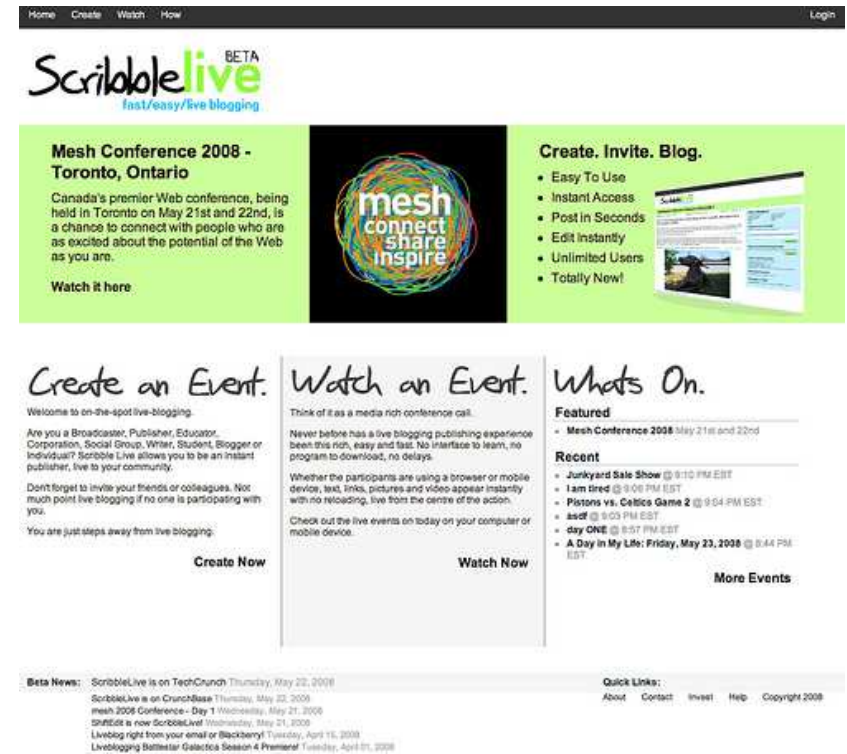 Home Create Watch How Login
Scribblelive BETA
fast/easy/live blogging
Mesh Conference 2008 -
Toronto, Ontario
Canada's premier Web conference, being
held in Toronto on May 21st and 22nd, is
a chance to connect with people who are
as excited about the potential of the Web
as you are.
Watch it here
mesh
connect
share
inspire
Create. Invite. Blog.
Easy To Use
Instant Access
Post in Seconds
Edit Instantly
Unlimited Users
Totally New!
Create an Event.
Welcome to on-the-spot live-blogging.
Are you a Broadcaster, Publisher, Educator,
Corporation, Social Group, Writer, Student, Blogger or
Individual? Scribble Live allows you to be an instant
publisher, live to your community.
Don't forget to invite your friends or colleagues. Not
much point live blogging if no one is participating with
you.
You are just steps away from live blogging.
Create Now
Watch an Event.
Think of it as a media rich conference call.
Never before has a live blogging publishing experience
been this rich, easy and fast. No interface to learn, no
program to download, no delays.
Whether the participants are using a browser or mobile
device, text, links, pictures and video appear instantly
with no reloading, live from the centre of the action.
Check out the live events on today on your computer or
mobile device.
Watch Now
Whats On.
Featured
Mesh Conference 2008 May 21st and 22nd
Recent
Junkyard Sale Show @ 9:10 PM EST
I am tired @ 9:06 PM EST
Pistons vs. Celtics Game 2 @ 9:04 PM EST
asdf @ 9:03 PM EST
day ONE @ 8:57 PM EST
A Day in My Life: Friday, May 23, 2008 @ 8:44 PM
EST
More Events
Beta News: ScribbleLive is on TechCrunch Thursday, May 22, 2008
ScribbleLive is on CrunchBase Thursday, May 22, 2008
mesh 2008 Conference - Day 1 Wednesday, May 21, 2008
ShiftEdit is now ScribbleLive! Wednesday, May 21, 2008
Liveblog right from your email or Blackberry! Tuesday, April 15, 2008
Liveblogging Battlestar Galactica Season 4 Premiere! Tuesday, April 01, 2008
Quick Links:
About Contact Invest Help Copyright 2008